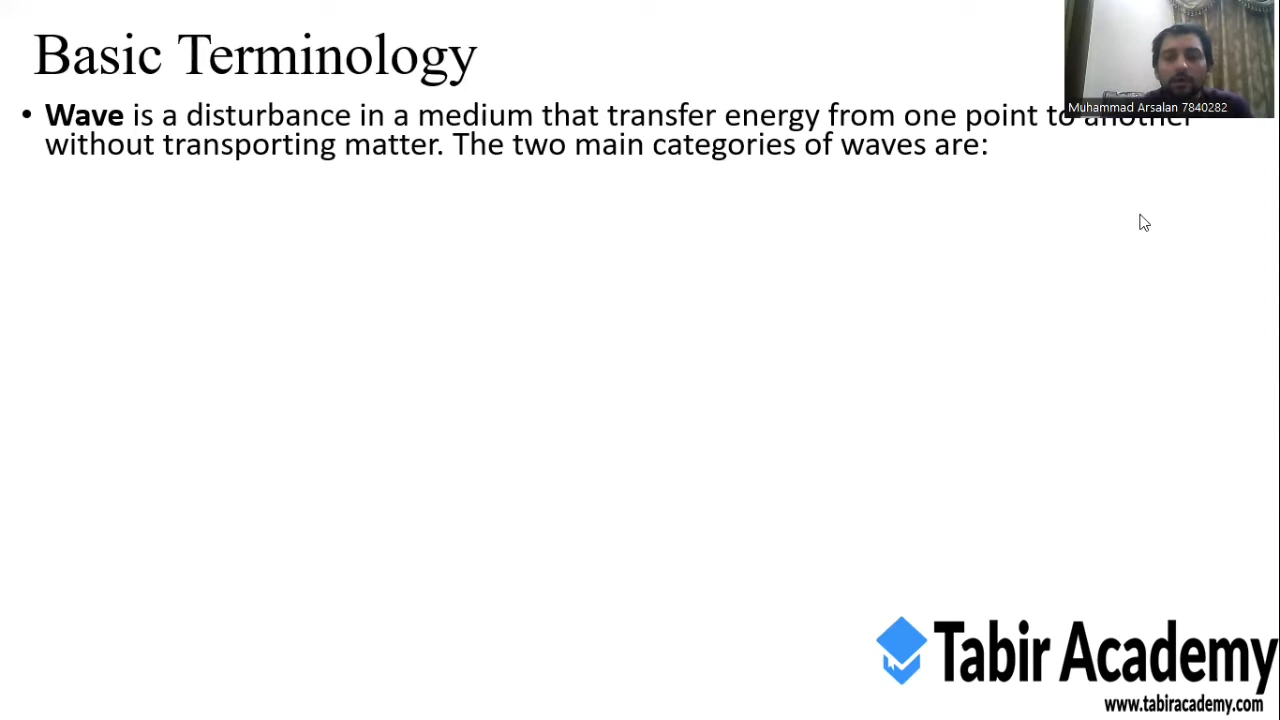 Basic Terminology
Muhammad Arsalan 7840282
• Wave is a disturbance in a medium that transfer energy from one point to another
without transporting matter. The two main categories of waves are:
Tabir Academy
www.tabiracademy.com